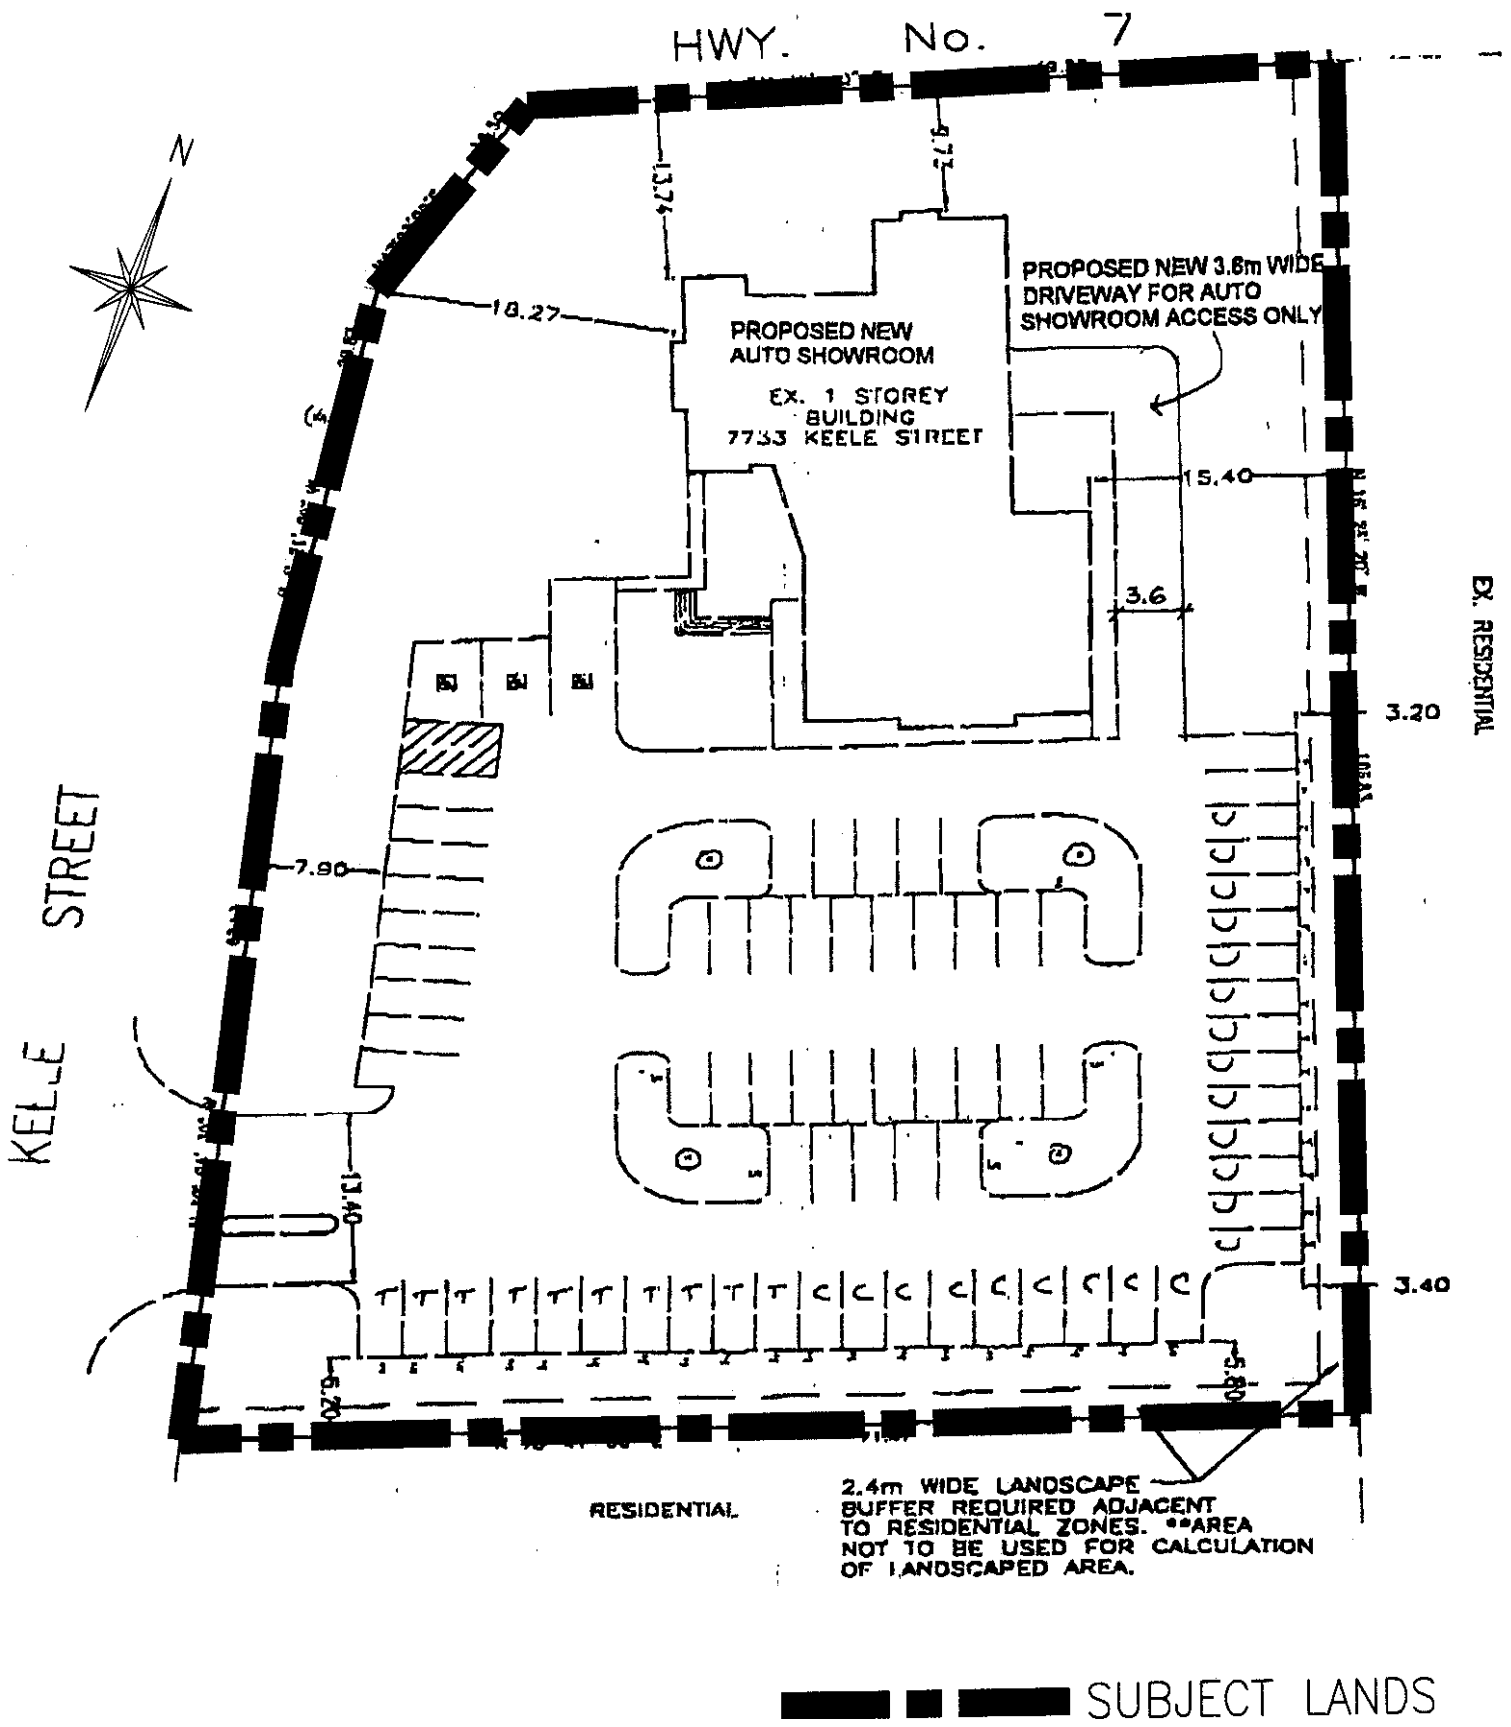 HWY. No. 7
N
13.74
9.73
PROPOSED NEW 3.6m WIDE
DRIVEWAY FOR AUTO
SHOWROOM ACCESS ONLY
18.27
PROPOSED NEW
AUTO SHOWROOM
EX. 1 STOREY
BUILDING
7733 KEELE STREET
15.40
3.6
EX. RESIDENTIAL
3.20
KEELE STREET
7.90
13.40
T T T T T T T T T T C C C C C C C C C
3.40
5.20
5.80
RESIDENTIAL
2.4m WIDE LANDSCAPE
BUFFER REQUIRED ADJACENT
TO RESIDENTIAL ZONES. **AREA
NOT TO BE USED FOR CALCULATION
OF LANDSCAPED AREA.
SUBJECT LANDS